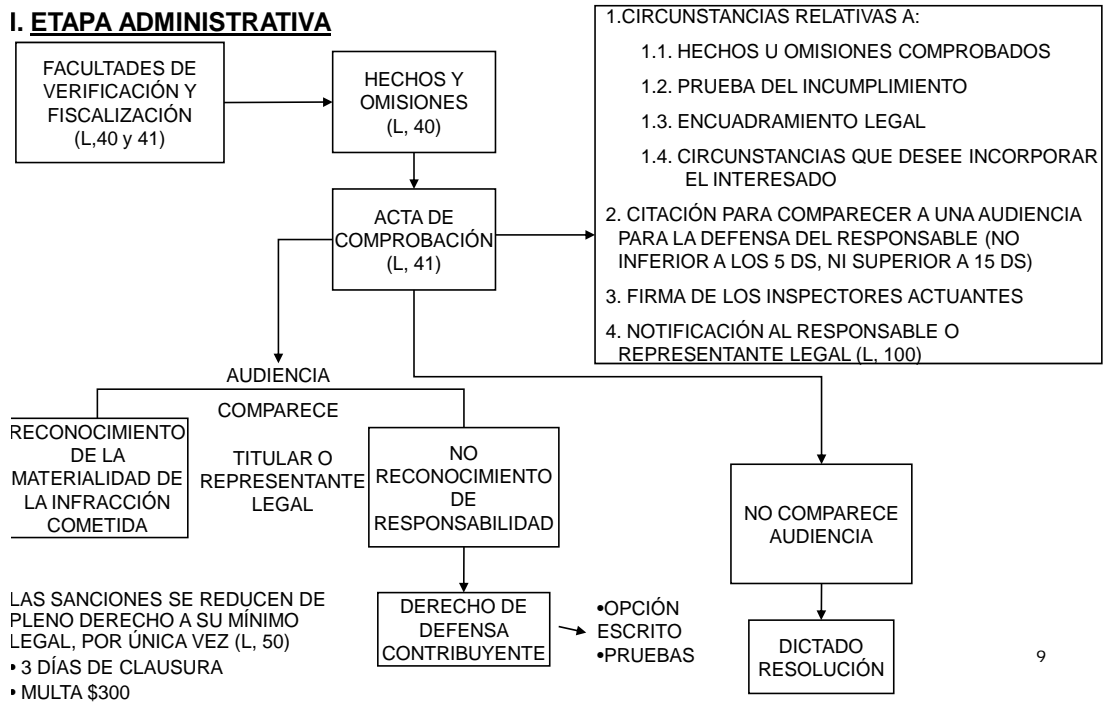 I. ETAPA ADMINISTRATIVA
FACULTADES DE
VERIFICACIÓN Y
FISCALIZACIÓN
(L,40 y 41)
HECHOS Y
OMISIONES
(L, 40)
ACTA DE
COMPROBACIÓN
(L, 41)
1.CIRCUNSTANCIAS RELATIVAS A:
1.1. HECHOS U OMISIONES COMPROBADOS
1.2. PRUEBA DEL INCUMPLIMIENTO
1.3. ENCUADRAMIENTO LEGAL
1.4. CIRCUNSTANCIAS QUE DESEE INCORPORAR
EL INTERESADO
2. CITACIÓN PARA COMPARECER A UNA AUDIENCIA
PARA LA DEFENSA DEL RESPONSABLE (NO
INFERIOR A LOS 5 DS, NI SUPERIOR A 15 DS)
3. FIRMA DE LOS INSPECTORES ACTUANTES
4. NOTIFICACIÓN AL RESPONSABLE O
REPRESENTANTE LEGAL (L, 100)
AUDIENCIA
COMPARECE
TITULAR O
REPRESENTANTE
LEGAL
RECONOCIMIENTO
DE LA
MATERIALIDAD DE
LA INFRACCIÓN
COMETIDA
NO
RECONOCIMIENTO
DE
RESPONSABILIDAD
NO COMPARECE
AUDIENCIA
LAS SANCIONES SE REDUCEN DE
PLENO DERECHO A SU MÍNIMO
LEGAL, POR ÚNICA VEZ (L, 50)
• 3 DÍAS DE CLAUSURA
• MULTA $300
DERECHO DE
DEFENSA
CONTRIBUYENTE
•OPCIÓN
ESCRITO
•PRUEBAS
DICTADO
RESOLUCIÓN
9